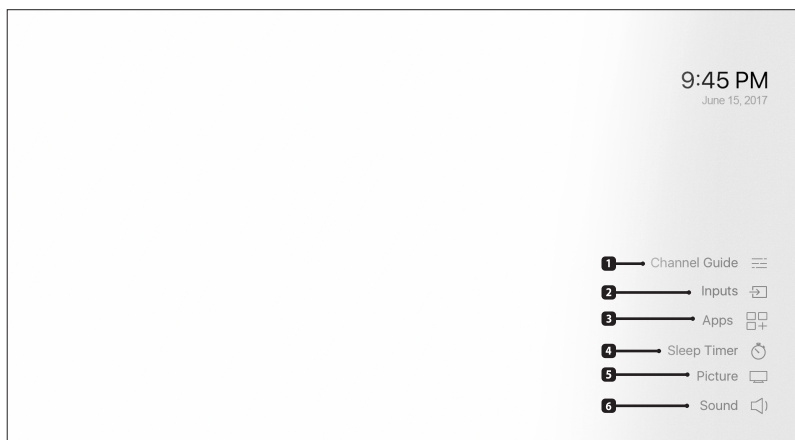 9:45 PM
June 15, 2017
1 Channel Guide
2 Inputs
3 Apps
4 Sleep Timer
5 Picture
6 Sound